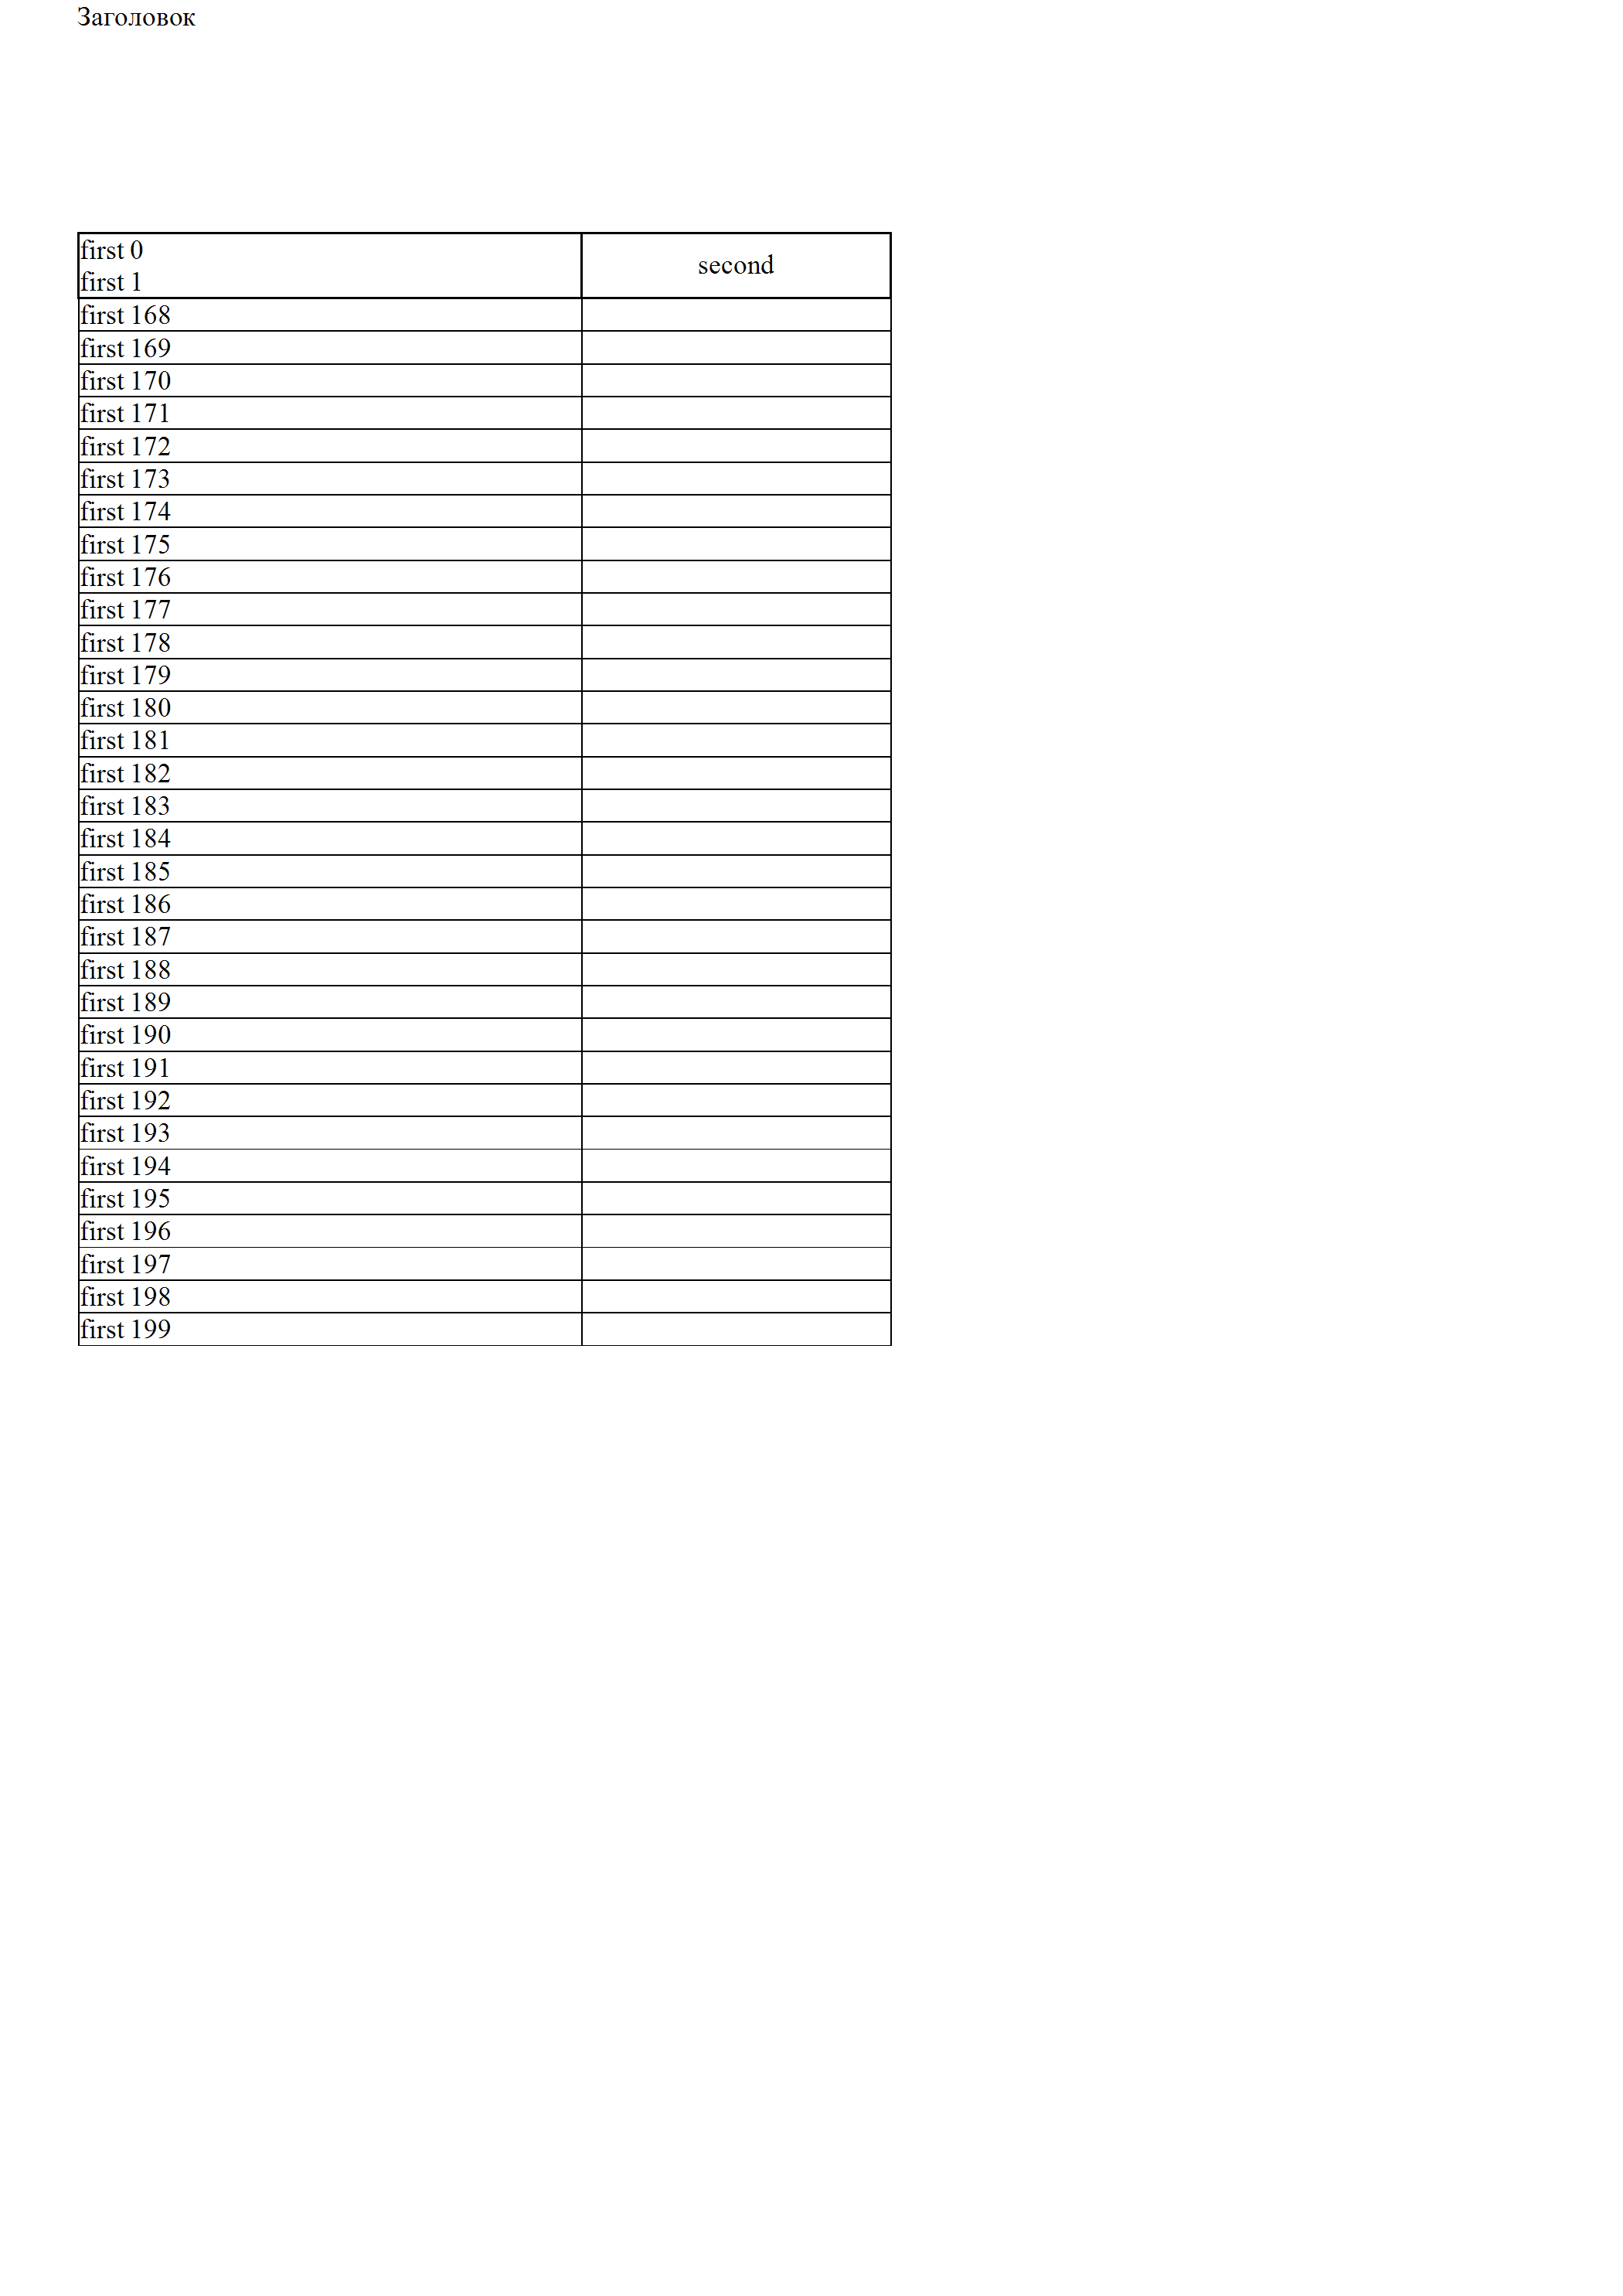 Заголовок
first 0
first 1
second
first 168
first 169
first 170
first 171
first 172
first 173
first 174
first 175
first 176
first 177
first 178
first 179
first 180
first 181
first 182
first 183
first 184
first 185
first 186
first 187
first 188
first 189
first 190
first 191
first 192
first 193
first 194
first 195
first 196
first 197
first 198
first 199